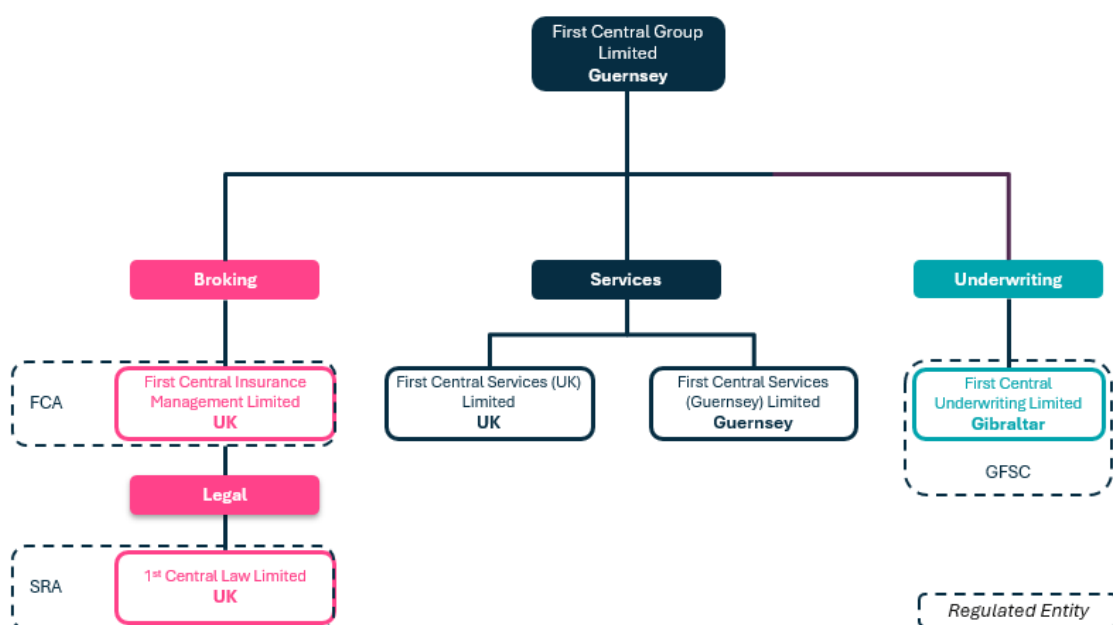 First Central Group
Limited
Guernsey
Broking
Services
Underwriting
FCA
First Central Insurance
Management Limited
UK
First Central Services (UK)
Limited
UK
First Central Services
(Guernsey) Limited
Guernsey
First Central
Underwriting Limited
Gibraltar
GFSC
Legal
SRA
1st Central Law Limited
UK
Regulated Entity